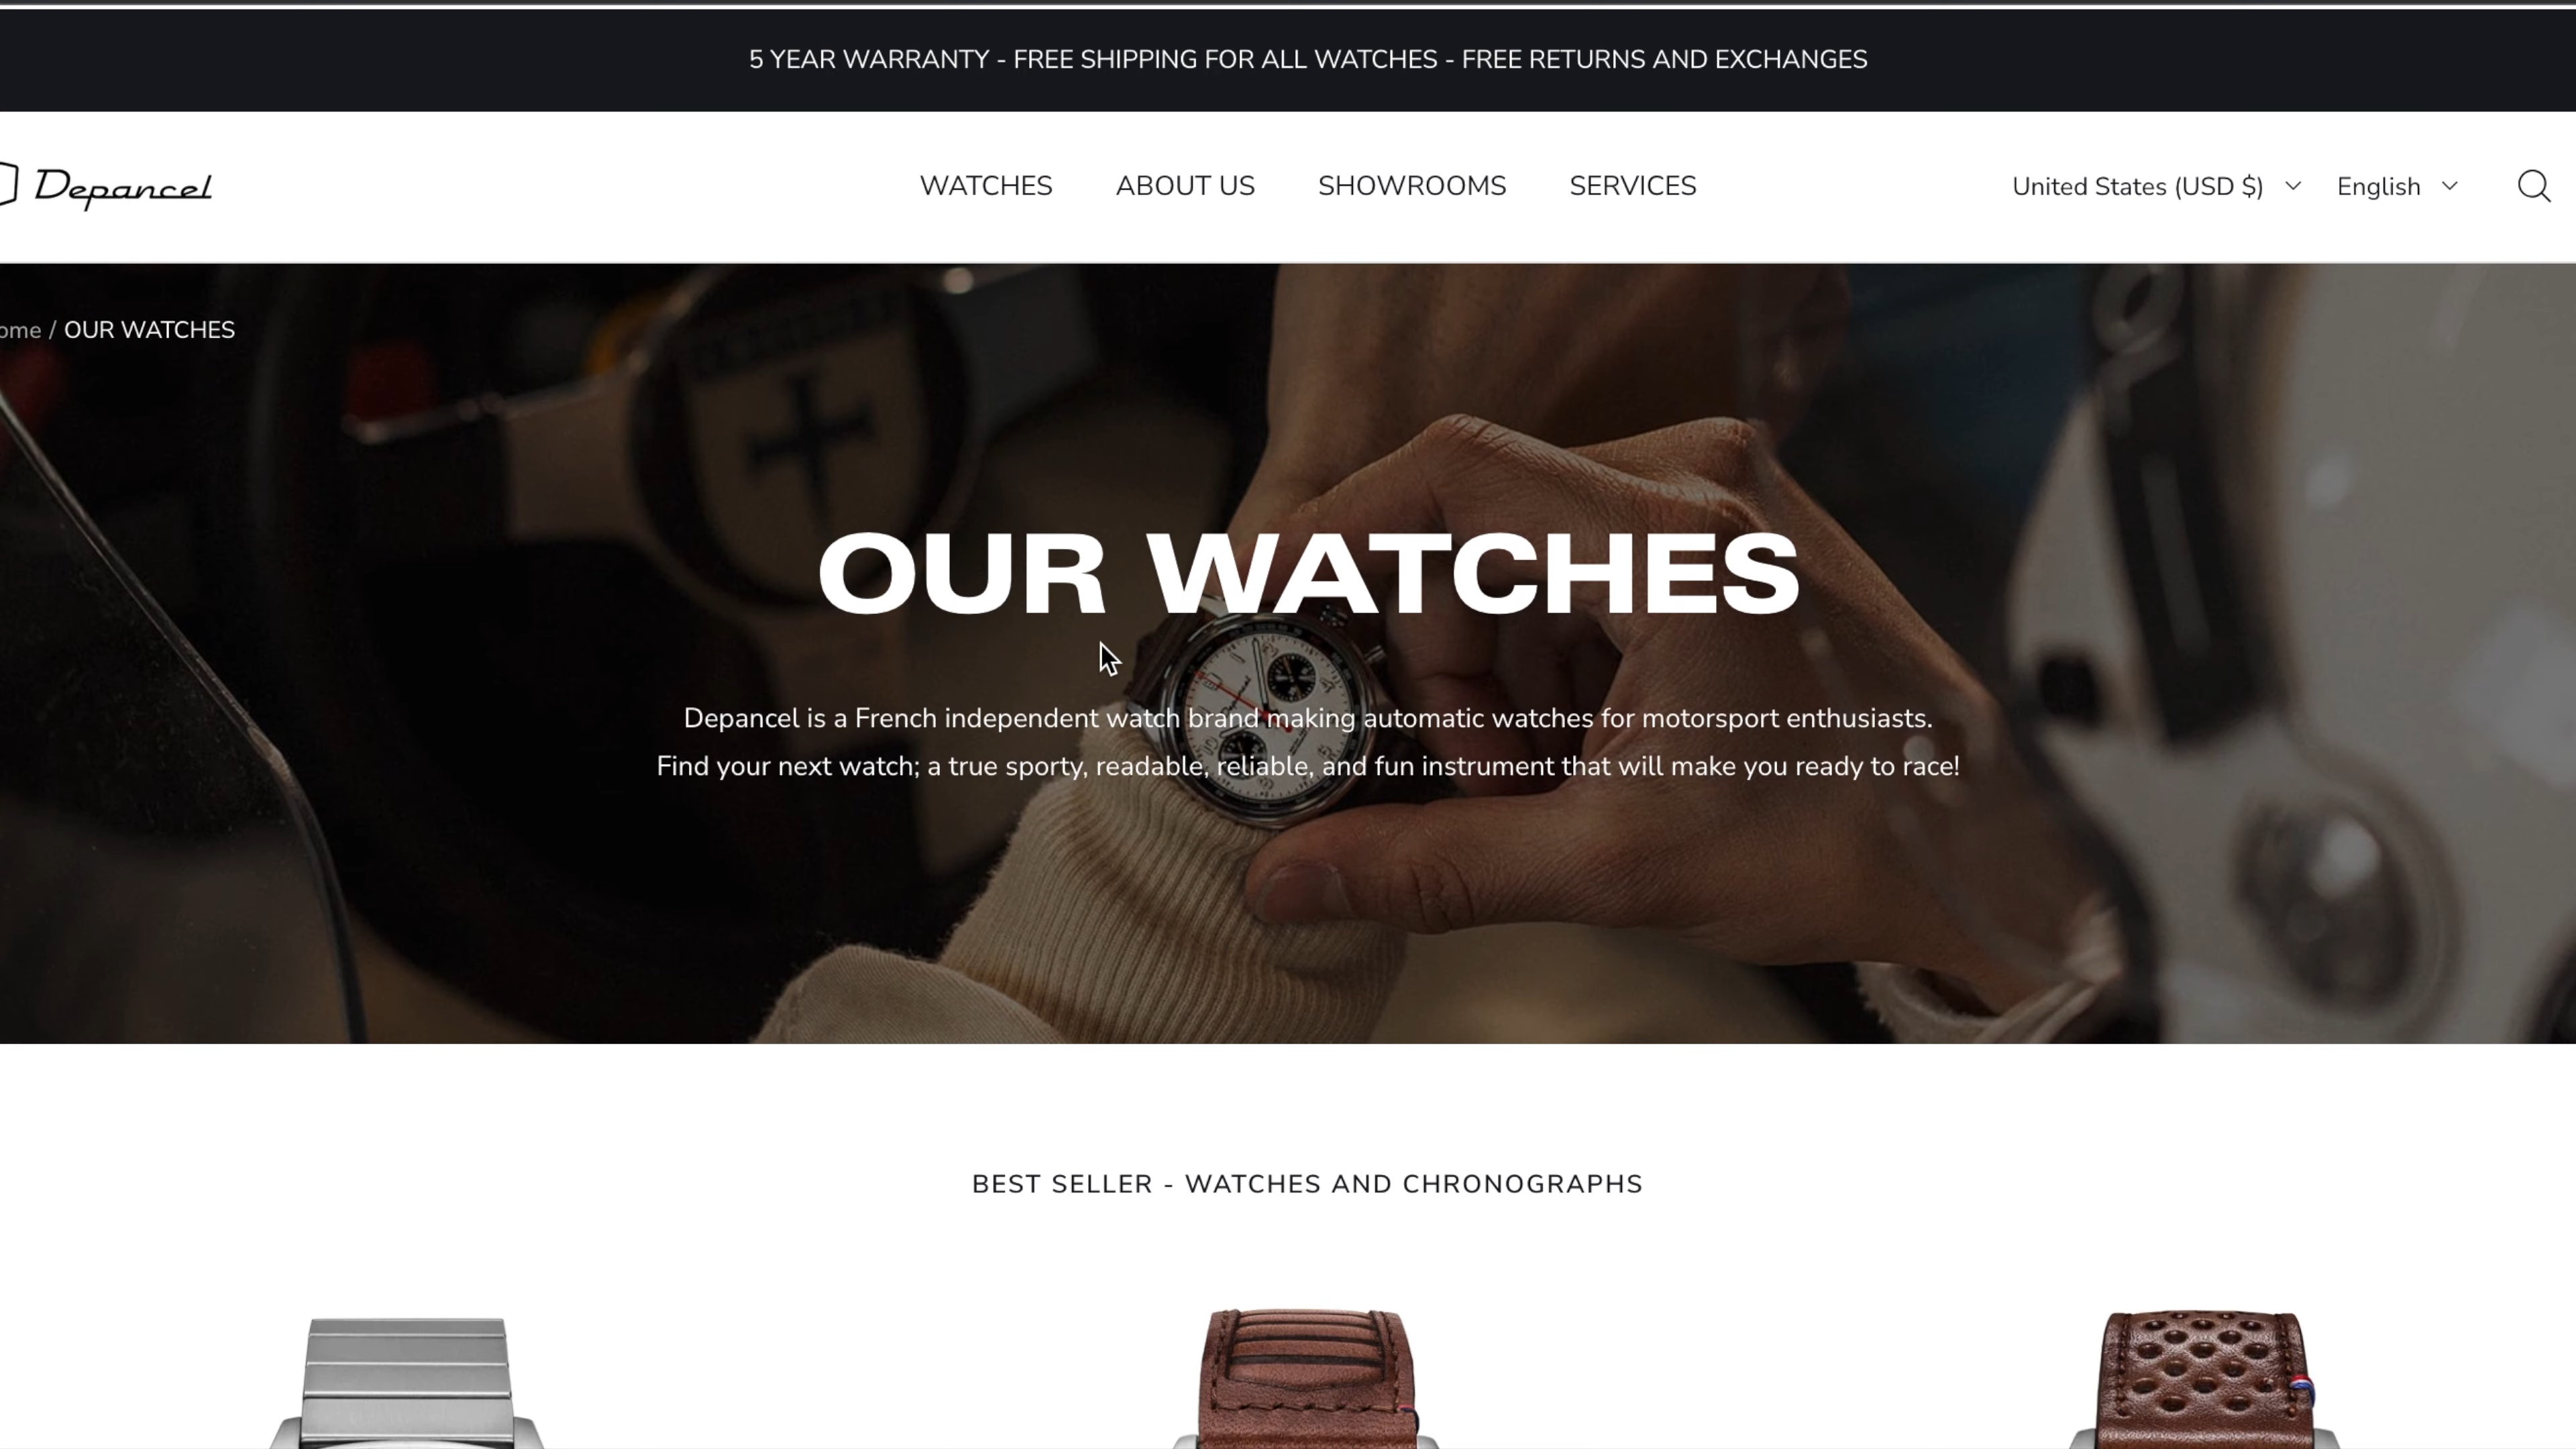 5 YEAR WARRANTY - FREE SHIPPING FOR ALL WATCHES - FREE RETURNS AND EXCHANGES
Depancel
WATCHES ABOUT US SHOWROOMS SERVICES
United States (USD $) English
ome / OUR WATCHES
OUR WATCHES
Depancel is a French independent watch brand making automatic watches for motorsport enthusiasts.
Find your next watch; a true sporty, readable, reliable, and fun instrument that will make you ready to race!
BEST SELLER - WATCHES AND CHRONOGRAPHS